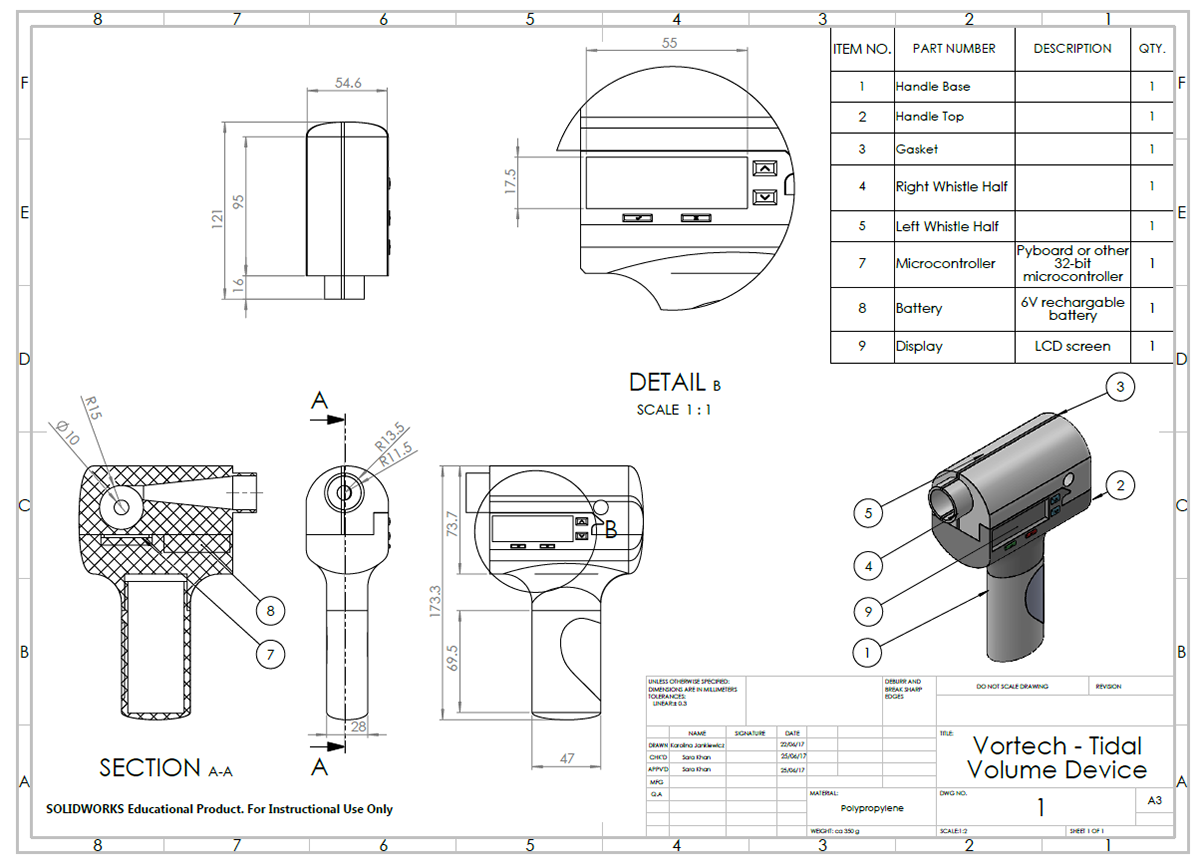 8 7 6 5 4 3 2 1
F
E
D
C
B
A
F
E
D
C
B
A
54.6
121
95
16
55
17.5
DETAIL B
SCALE 1 : 1
ITEM NO. PART NUMBER DESCRIPTION QTY.
1 Handle Base 1
2 Handle Top 1
3 Gasket 1
4 Right Whistle Half 1
5 Left Whistle Half 1
7 Microcontroller Pyboard or other 32-bit microcontroller 1
8 Battery 6V rechargable battery 1
9 Display LCD screen 1
R15
Ø10
8
7
SECTION A-A
A
R13.5
R11.5
28
A
B
73.7
173.3
69.5
47
3
2
5
4
9
1
SOLIDWORKS Educational Product. For Instructional Use Only
UNLESS OTHERWISE SPECIFIED:
DIMENSIONS ARE IN MILLIMETERS
TOLERANCES:
LINEAR:± 0.3
DEBURR AND
BREAK SHARP
EDGES
DO NOT SCALE DRAWING
REVISION
NAME SIGNATURE DATE
DRAWN Karolina Jankiewicz 22/06/17
CHK'D Sara Khan 25/06/17
APPV'D Sara Khan 25/06/17
MFG
Q.A
TITLE:
Vortech - Tidal
Volume Device
MATERIAL:
Polypropylene
DWG NO.
1
A3
WEIGHT: ca 350 g
SCALE:1:2
SHEET 1 OF 1
8 7 6 5 4 3 2 1